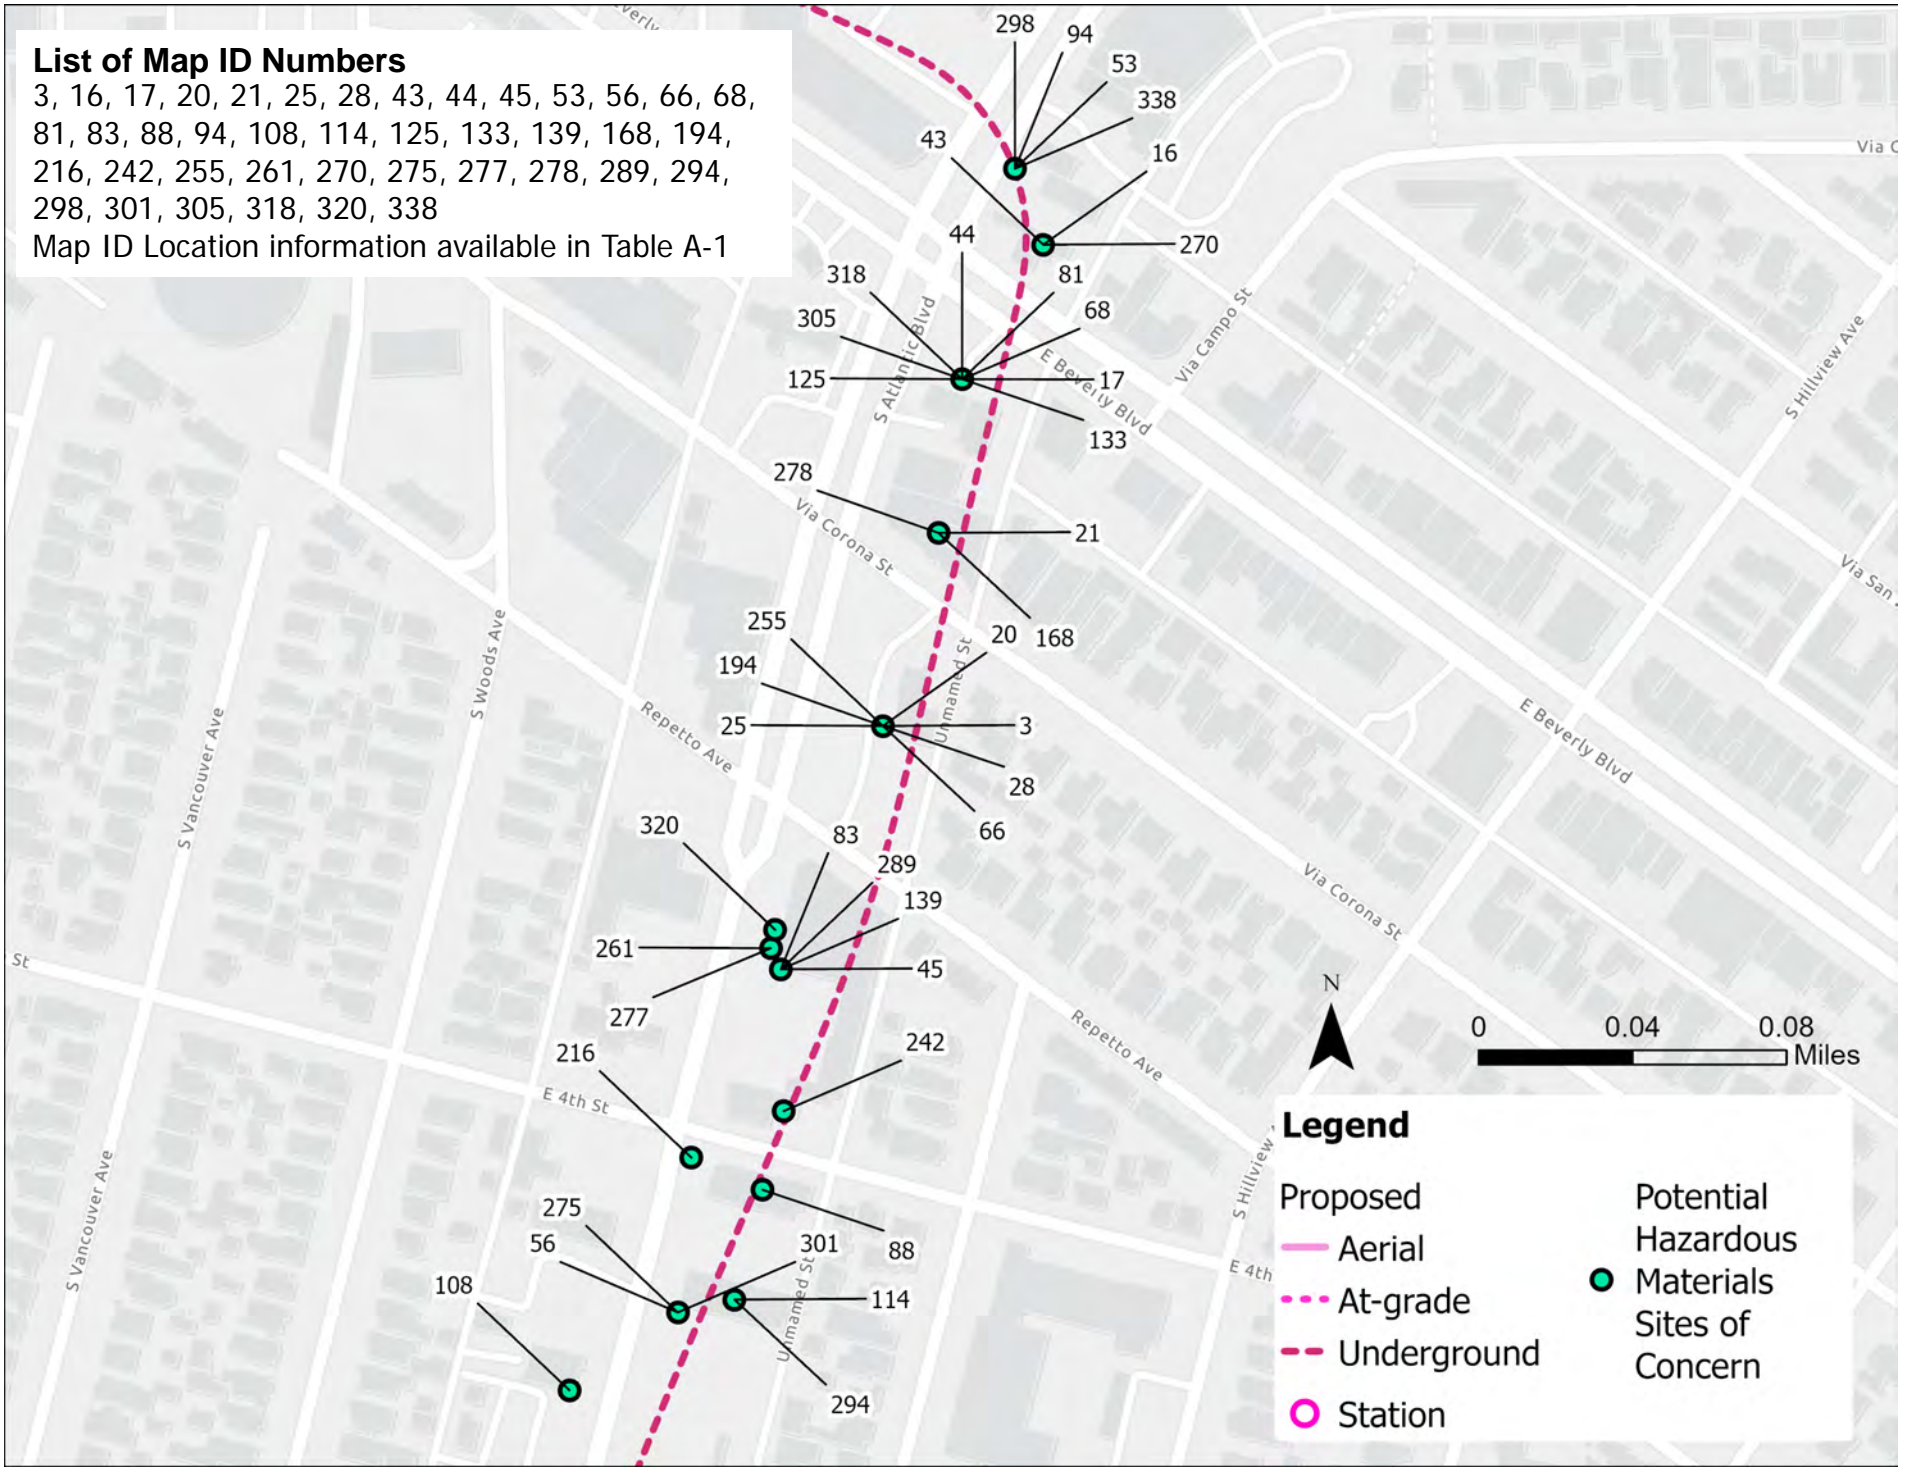 List of Map ID Numbers
3, 16, 17, 20, 21, 25, 28, 43, 44, 45, 53, 56, 66, 68,
81, 83, 88, 94, 108, 114, 125, 133, 139, 168, 194,
216, 242, 255, 261, 270, 275, 277, 278, 289, 294,
298, 301, 305, 318, 320, 338
Map ID Location information available in Table A-1
298
94
53
338
43
16
270
44
318
81
305
68
125
17
133
278
21
168
255
20
194
25
3
28
66
320
83
289
139
261
45
277
216
242
275
56
301
88
108
114
294
Via
S Atlantic Blvd
E Beverly Blvd
Via Campo St
S Hillview Ave
Via Corona St
Via San
S Woods Ave
Unnamed St
Repetto Ave
S Vancouver Ave
E Beverly Blvd
Via Corona St
St
Repetto Ave
E 4th St
S Hillview
S Vancouver Ave
E 4th
Unnamed St
N
0 0.04 0.08
Miles
Legend
Proposed
Aerial
At-grade
Underground
Station
Potential
Hazardous
Materials
Sites of
Concern